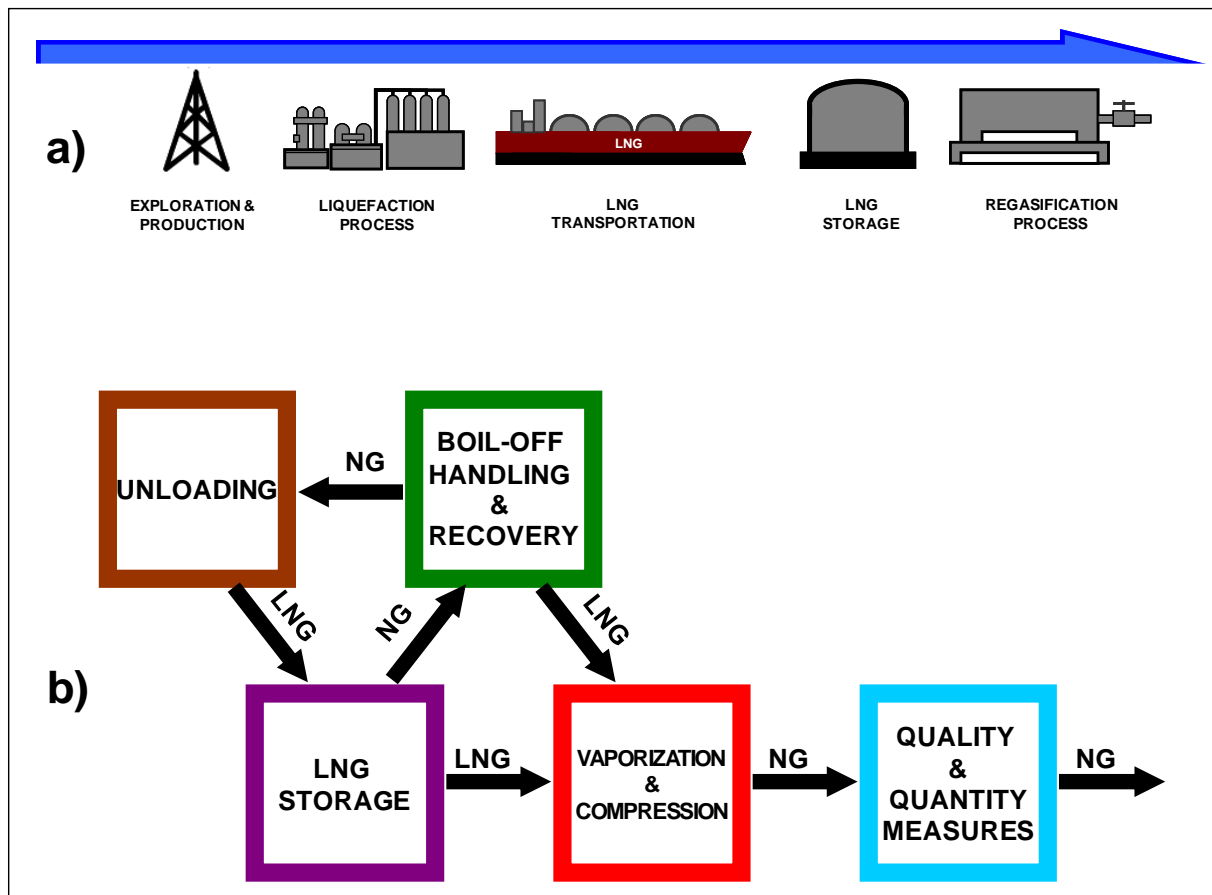 a)
EXPLORATION &
PRODUCTION
LIQUEFACTION
PROCESS
LNG
LNG
TRANSPORTATION
LNG
STORAGE
REGASIFICATION
PROCESS
b)
UNLOADING
NG
BOIL-OFF
HANDLING
&
RECOVERY
LNG
NG
LNG
LNG
STORAGE
LNG
VAPORIZATION
&
COMPRESSION
NG
QUALITY
&
QUANTITY
MEASURES
NG